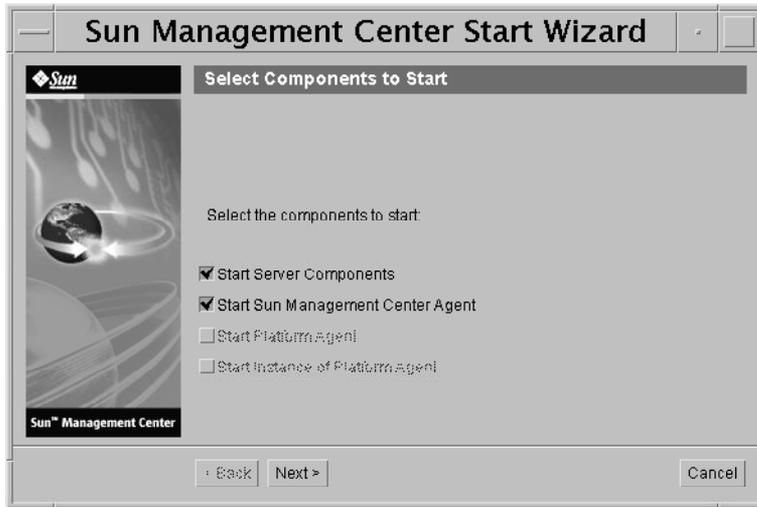 Sun Management Center Start Wizard
Sun
Select Components to Start
Select the components to start:
Start Server Components
Start Sun Management Center Agent
Start Platform Agent
Start Instance of Platform Agent
Sun™ Management Center
< Back
Next >
Cancel